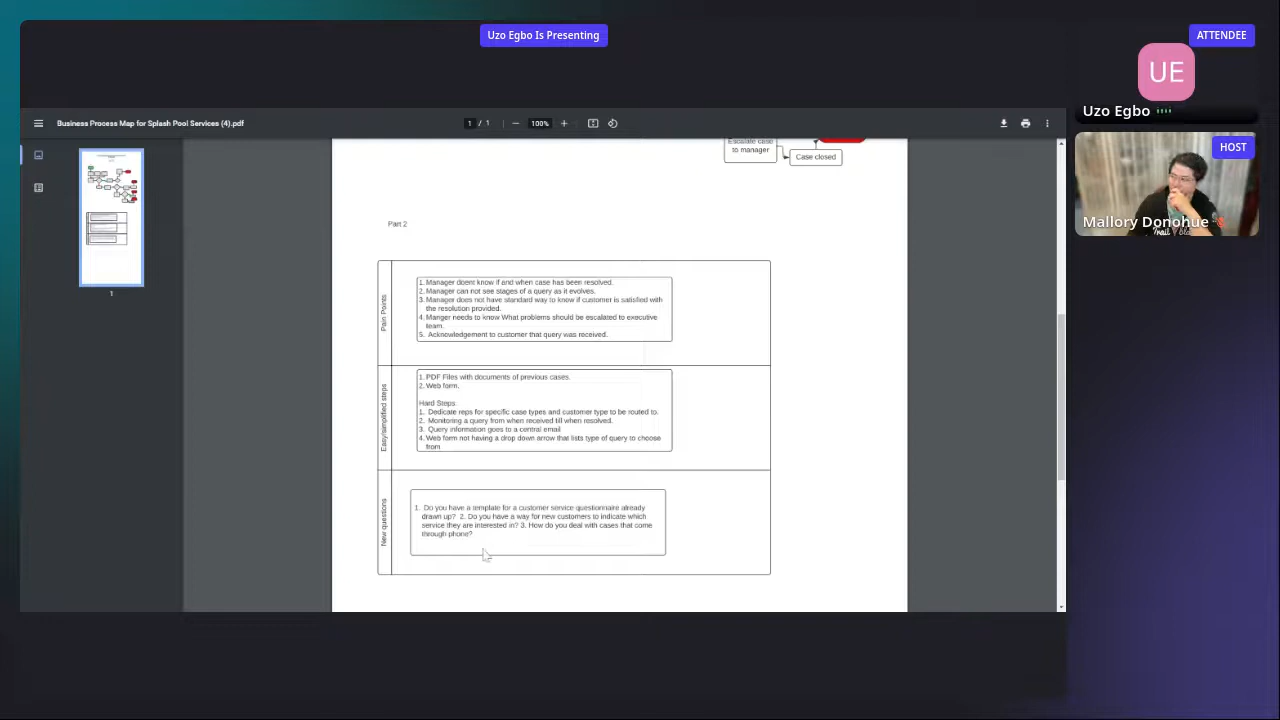 Uzo Egbo Is Presenting
ATTENDEE
UE
Uzo Egbo
HOST
Mallory Donohue
Business Process Map for Splash Pool Services (4).pdf
1 / 1
100%
1
Escalate case
to manager
Case closed
Part 2
Pain Points
1. Manager doent know if and when case has been resolved.
2. Manager can not see stages of a query as it evolves.
3. Manager does not have standard way to know if customer is satisfied with
the resolution provided.
4. Manger needs to know What problems should be escalated to executive
team.
5. Acknowledgement to customer that query was received.
Easy/simplified steps
1. PDF Files with documents of previous cases.
2. Web form.
Hard Steps:
1. Dedicate reps for specific case types and customer type to be routed to.
2. Monitoring a query from when received till when resolved.
3. Query information goes to a central email
4. Web form not having a drop down arrow that lists type of query to choose
from
New questions
1. Do you have a template for a customer service questionnaire already
drawn up? 2. Do you have a way for new customers to indicate which
service they are interested in? 3. How do you deal with cases that come
through phone?